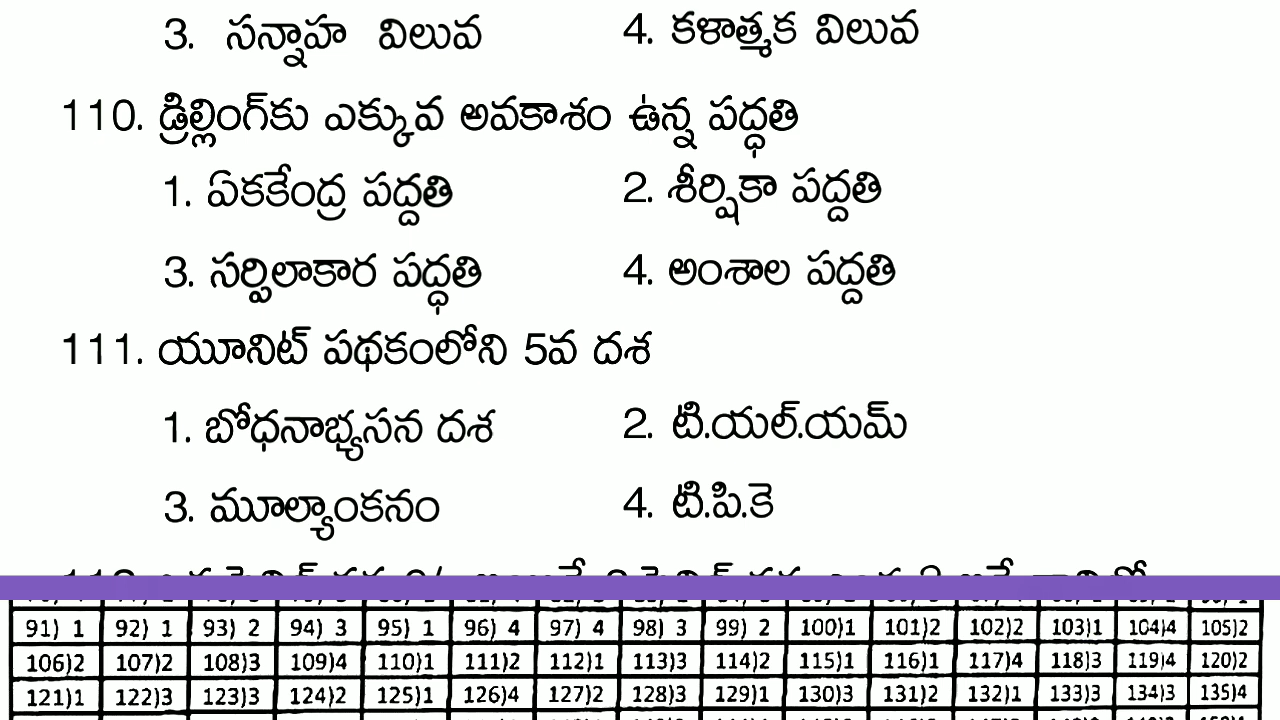 3. సన్నాహ విలువ 4. కళాత్మక విలువ
110. డ్రిల్లింగ్‌కు ఎక్కువ అవకాశం ఉన్న పద్ధతి
1. ఏకకేంద్ర పద్దతి 2. శీర్షికా పద్దతి
3. సర్పిలాకార పద్ధతి 4. అంశాల పద్దతి
111. యూనిట్ పథకంలోని 5వ దశ
1. బోధనాభ్యసన దశ 2. టి.యల్.యమ్
3. మూల్యాంకనం 4. టి.పి.కె
91) 1 92) 1 93) 2 94) 3 95) 1 96) 4 97) 4 98) 3 99) 2 100)1 101)2 102)2 103)1 104)4 105)2
106)2 107)2 108)3 109)4 110)1 111)2 112)1 113)3 114)2 115)1 116)1 117)4 118)3 119)4 120)2
121)1 122)3 123)3 124)2 125)1 126)4 127)2 128)3 129)1 130)3 131)2 132)1 133)3 134)3 135)4